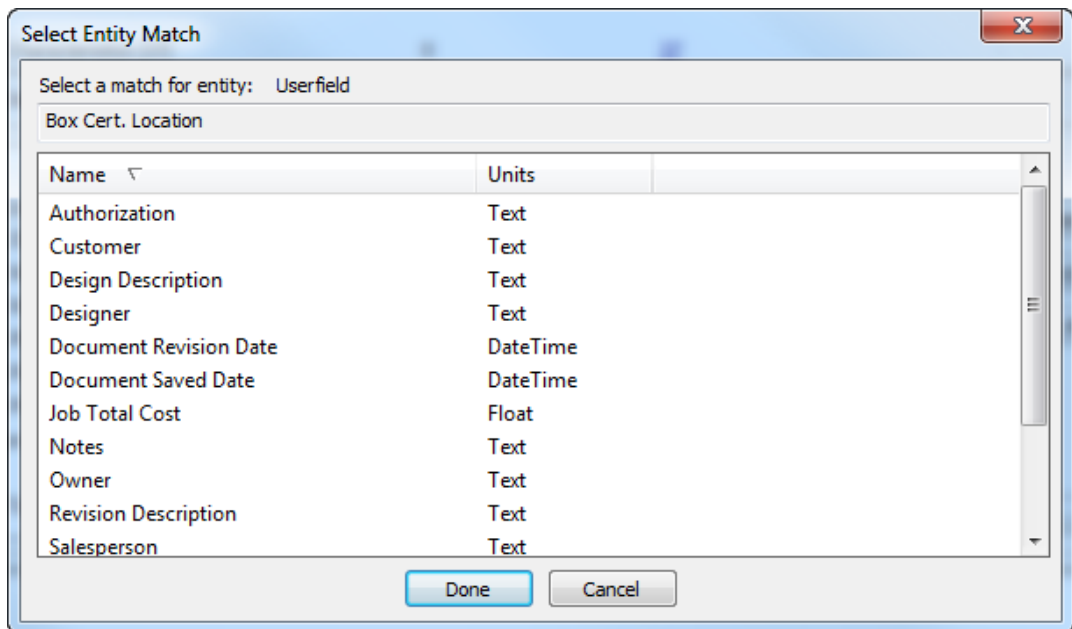 Select Entity Match
Select a match for entity: Userfield
Box Cert. Location
Name Units
Authorization Text
Customer Text
Design Description Text
Designer Text
Document Revision Date DateTime
Document Saved Date DateTime
Job Total Cost Float
Notes Text
Owner Text
Revision Description Text
Salesperson Text
Done Cancel